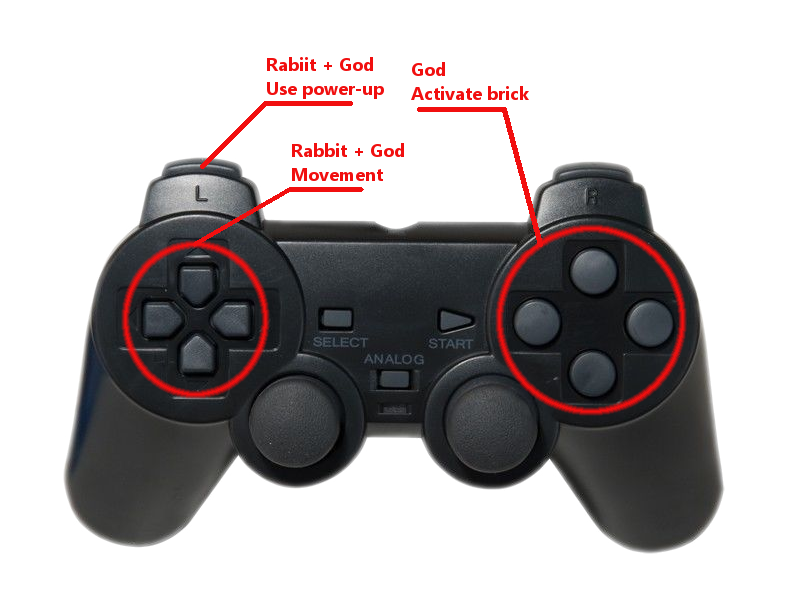 Rabiit + God
Use power-up
God
Activate brick
Rabbit + God
Movement
L
R
SELECT
START
ANALOG